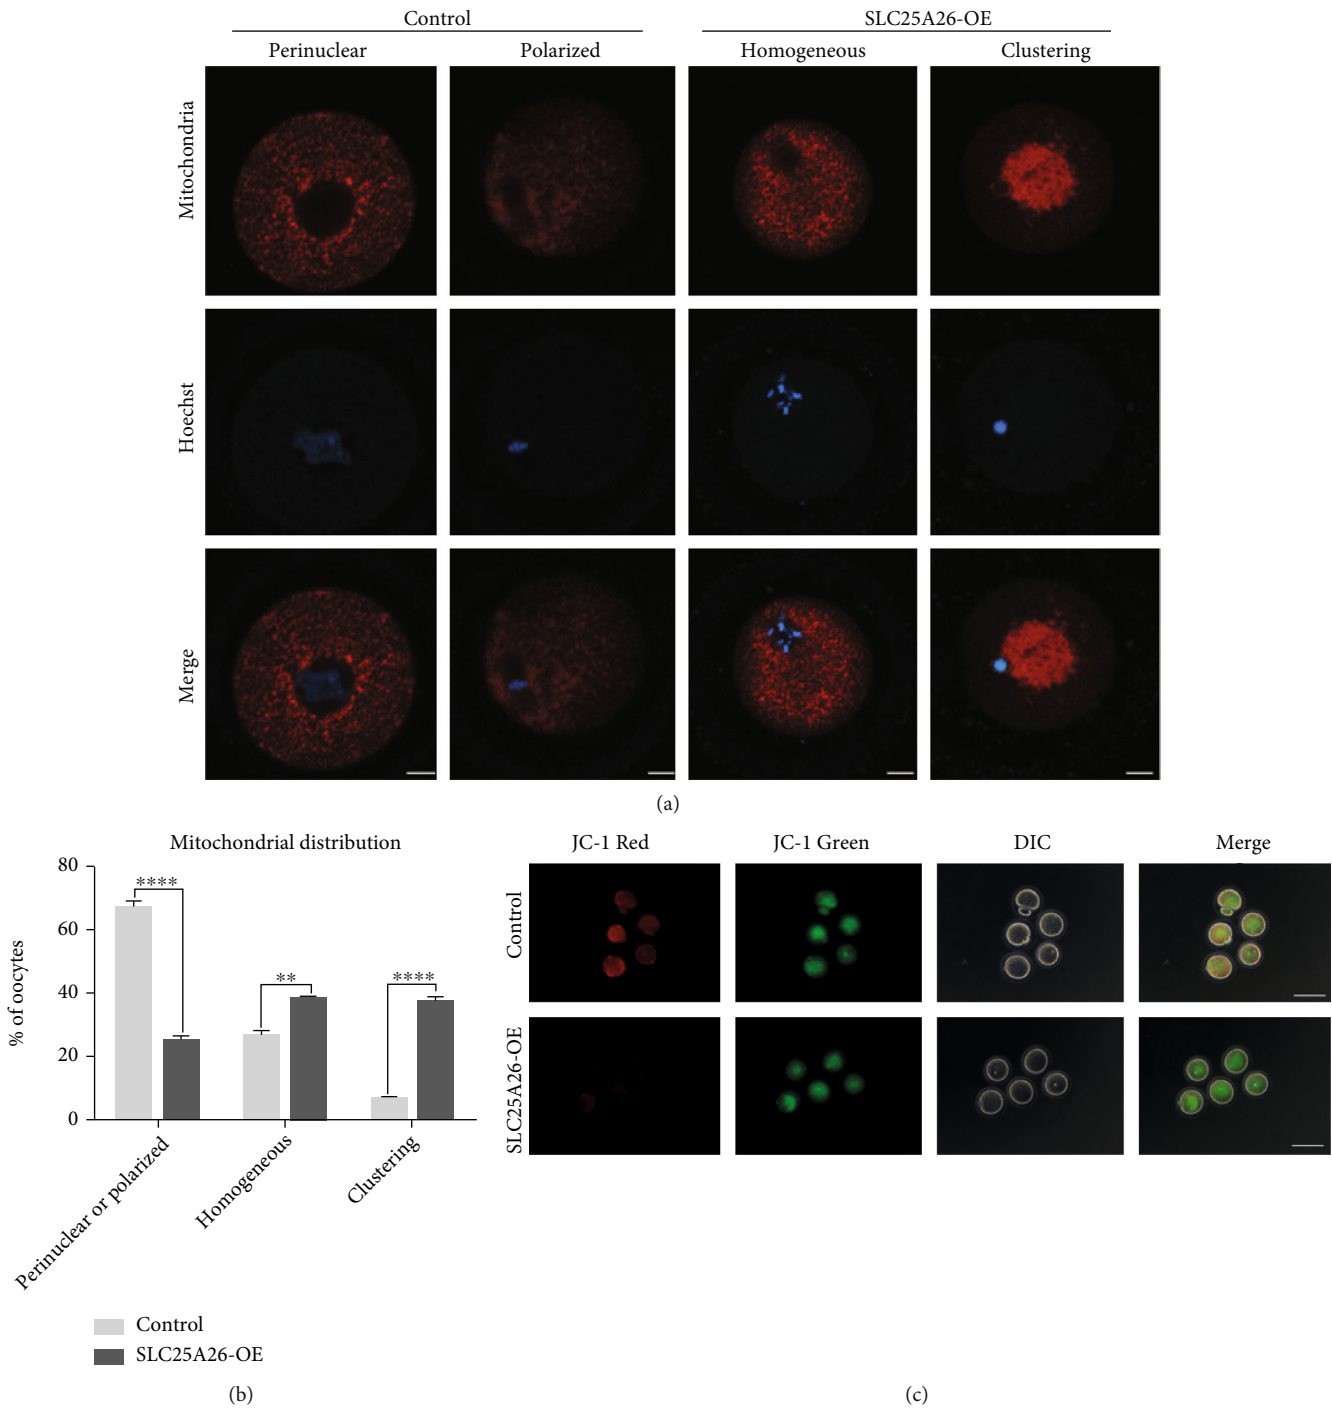 Control SLC25A26-OE
Perinuclear Polarized Homogeneous Clustering
Mitochondria
Hoechst
Merge
(a)
Mitochondrial distribution
80
60
40
20
0
% of oocytes
****
**
****
Perinuclear or polarized
Homogeneous
Clustering
Control
SLC25A26-OE
(b)
JC-1 Red JC-1 Green DIC Merge
Control
SLC25A26-OE
(c)